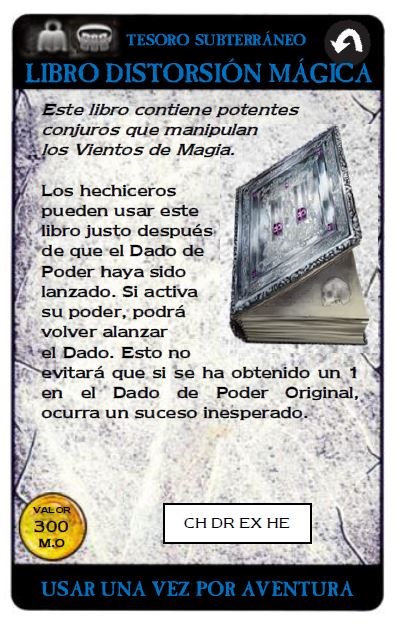 TESORO SUBTERRÁNEO
LIBRO DISTORSIÓN MÁGICA
Este libro contiene potentes
conjuros que manipulan
los Vientos de Magia.
Los hechiceros
pueden usar este
libro justo después
de que el Dado de
Poder haya sido
lanzado. Si activa
su poder, podrá
volver alanzar
el Dado. Esto no
evitará que si se ha obtenido un 1
en el Dado de Poder Original,
ocurra un suceso inesperado.
VALOR
300
M.O
CH DR EX HE
USAR UNA VEZ POR AVENTURA